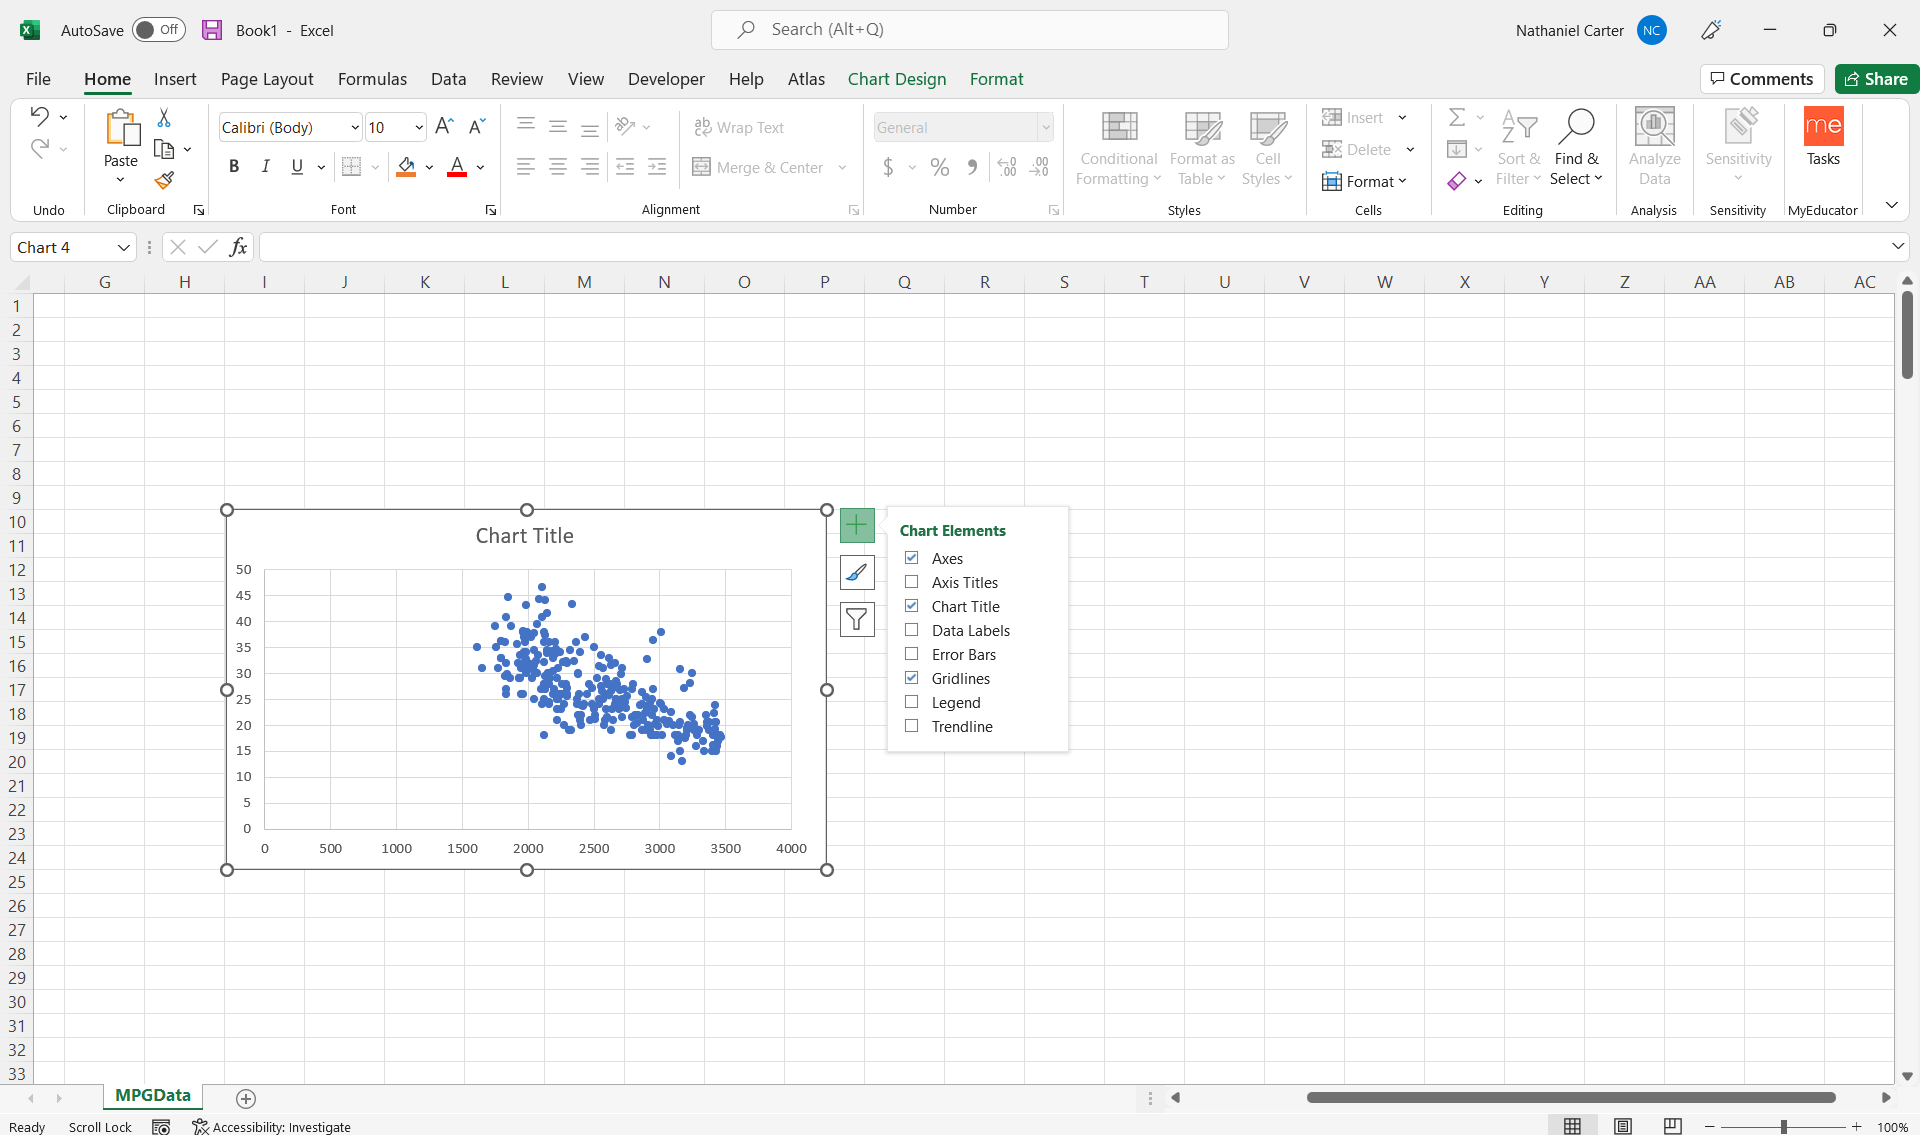 AutoSave Off Book1 - Excel Search (Alt+Q) Nathaniel Carter NC
File Home Insert Page Layout Formulas Data Review View Developer Help Atlas Chart Design Format Comments Share
Paste
Undo
Clipboard
Calibri (Body) 10
B I U A
Font
ab Wrap Text
Merge & Center
Alignment
General
$ %
Number
Conditional Formatting
Format as Table
Cell Styles
Styles
Insert
Delete
Format
Cells
Sort & Filter
Find & Select
Editing
Analyze Data
Analysis
Sensitivity
Sensitivity
me
Tasks
MyEducator
Chart 4 fx
G H I J K L M N O P Q R S T U V W X Y Z AA AB AC
1
2
3
4
5
6
7
8
9
10
11
12
13
14
15
16
17
18
19
20
21
22
23
24
25
26
27
28
29
30
31
32
33
Chart Title
50
45
40
35
30
25
20
15
10
5
0
0 500 1000 1500 2000 2500 3000 3500 4000
Chart Elements
Axes
Axis Titles
Chart Title
Data Labels
Error Bars
Gridlines
Legend
Trendline
MPGData
Ready Scroll Lock Accessibility: Investigate 100%